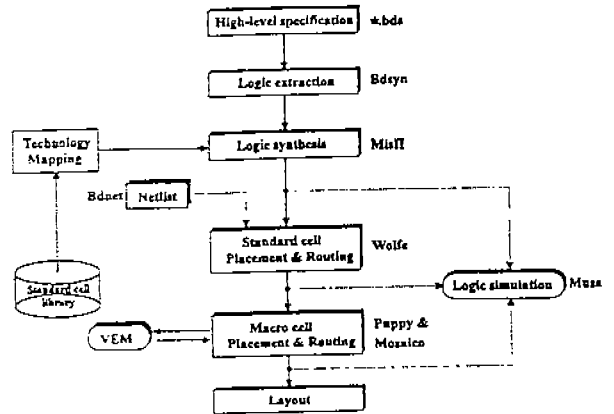 High-level specification *.bds
Logic extraction Bdsyn
Technology
Mapping
Logic synthesis MisII
Bdnet Netlist
Standard cell
Placement & Routing Wolfe
Standard cell
library
Logic simulation Musa
VEM
Macro cell
Placement & Routing
Puppy &
Mosaico
Layout